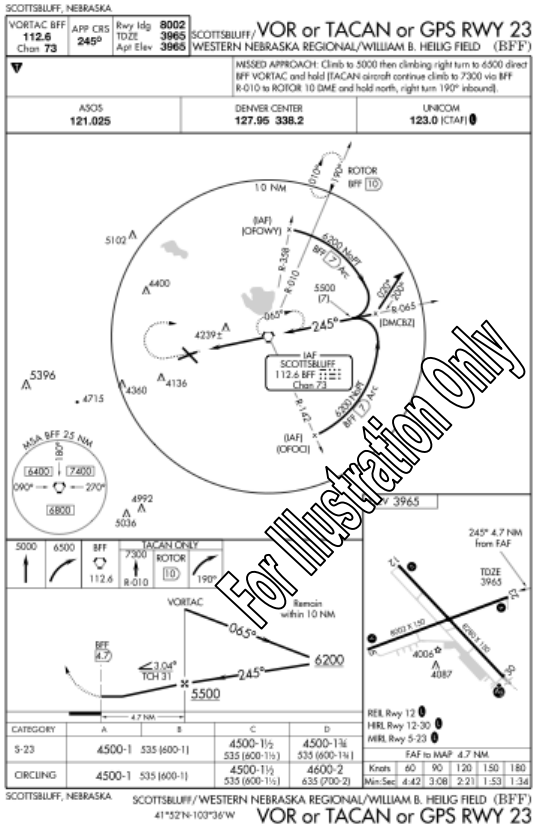 SCOTTSBLUFF, NEBRASKA
VORTAC BFF
112.6
Chan 73
APP CRS
245°
Rwy ldg 8002
TDZE 3965
Apt Elev 3965
SCOTTSBLUFF/
VOR or TACAN or GPS RWY 23
WESTERN NEBRASKA REGIONAL/WILLIAM B. HEILIG FIELD (BFF)
MISSED APPROACH: Climb to 5000 then climbing right turn to 6500 direct
BFF VORTAC and hold (TACAN aircraft continue climb to 7300 via BFF
R-010 to ROTOR 10 DME and hold north, right turn 190° inbound).
ASOS
121.025
DENVER CENTER
127.95 338.2
UNICOM
123.0 (CTAF) L
010°
190°
ROTOR
BFF 10
10 NM
5102
(IAF)
(OFOWY)
6200 NoPT
BFF 7 Arc
R-358
R-010
4400
5500
(7)
020°
200°
R-065
(DMCBZ)
065°
245°
4239±
IAF
SCOTTSBLUFF
112.6 BFF
Chan 73
5396
4360
4136
4715
R-142
6200 NoPT
BFF 7 Arc
(IAF)
(OFOCI)
MSA BFF 25 NM
180°
6400
7400
090°
270°
6800
4992
5036
For Illustration Only
V 3965
5000
6500
BFF
112.6
TACAN ONLY
7300
R-010
ROTOR
10
190°
VORTAC
Remain
within 10 NM
065°
245°
6200
BFF
4.7
3.04°
TCH 31
5500
4.7 NM
245° 4.7 NM
from FAF
TDZE
3965
12
23
8002 X 150
8280 X 150
4006
4087
5
30
REIL Rwy 12 L
HIRL Rwy 12-30 L
MIRL Rwy 5-23 L
CATEGORY A B C D
S-23 4500-1 535 (600-1) 4500-1½ 535 (600-1½) 4500-1¾ 535 (600-1¾)
CIRCLING 4500-1 535 (600-1) 4500-1½ 535 (600-1½) 4600-2 635 (700-2)
FAF to MAP 4.7 NM
Knots 60 90 120 150 180
Min:Sec 4:42 3:08 2:21 1:53 1:34
SCOTTSBLUFF, NEBRASKA
SCOTTSBLUFF/WESTERN NEBRASKA REGIONAL/WILLIAM B. HEILIG FIELD (BFF)
41°52'N-103°36'W
VOR or TACAN or GPS RWY 23